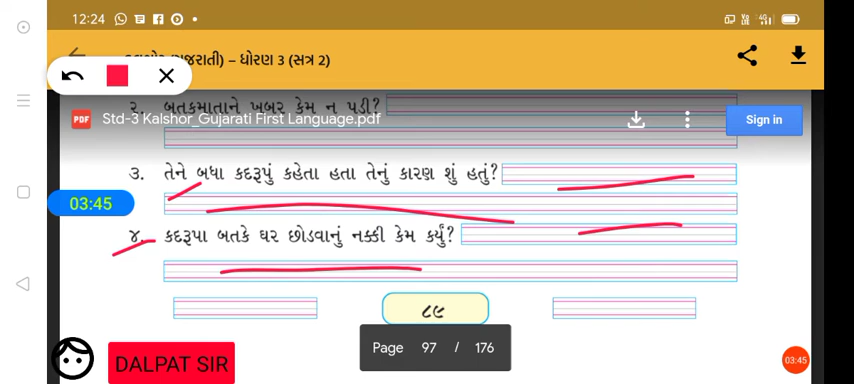 12:24
(ગુજરાતી) – ધોરણ 3 (સત્ર 2)
૨. બતકમાતાને ખબર કેમ ન પડી?
Std-3 Kalshor_Gujarati First Language.pdf
Sign in
૩. તેને બધા કદરૂપું કહેતા હતા તેનું કારણ શું હતું?
03:45
૪. કદરૂપા બતકે ઘર છોડવાનું નક્કી કેમ કર્યું?
૮૯
Page 97 / 176
03:45
DALPAT SIR